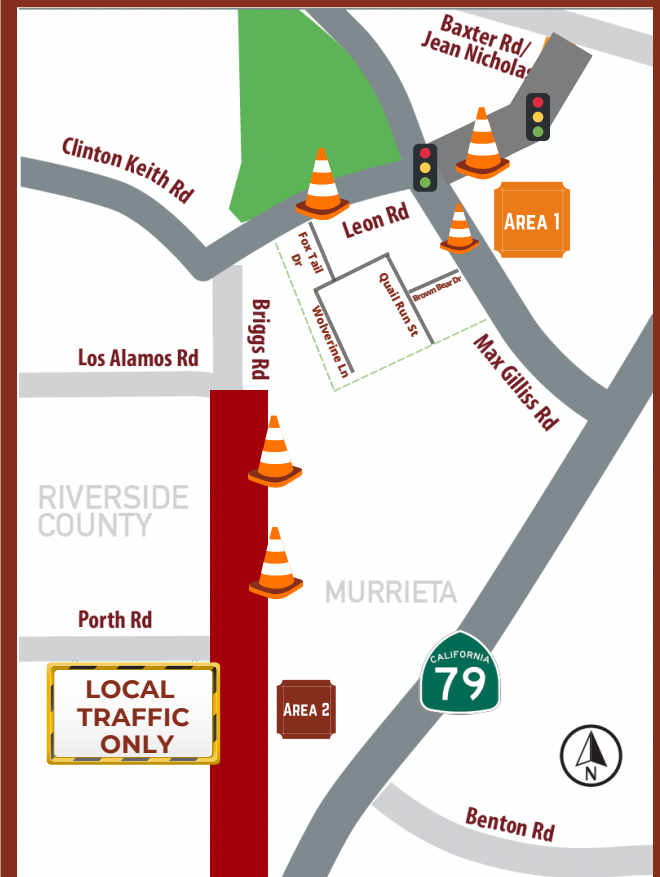 Baxter Rd/
Jean Nicholas
Clinton Keith Rd
AREA 1
Leon Rd
Fox Tail
Dr
Quail Run St
Brown Bear Dr
Wolverine Ln
Briggs Rd
Los Alamos Rd
Max Gilliss Rd
RIVERSIDE
COUNTY
MURRIETA
Porth Rd
CALIFORNIA
79
LOCAL
TRAFFIC
ONLY
AREA 2
N
Benton Rd